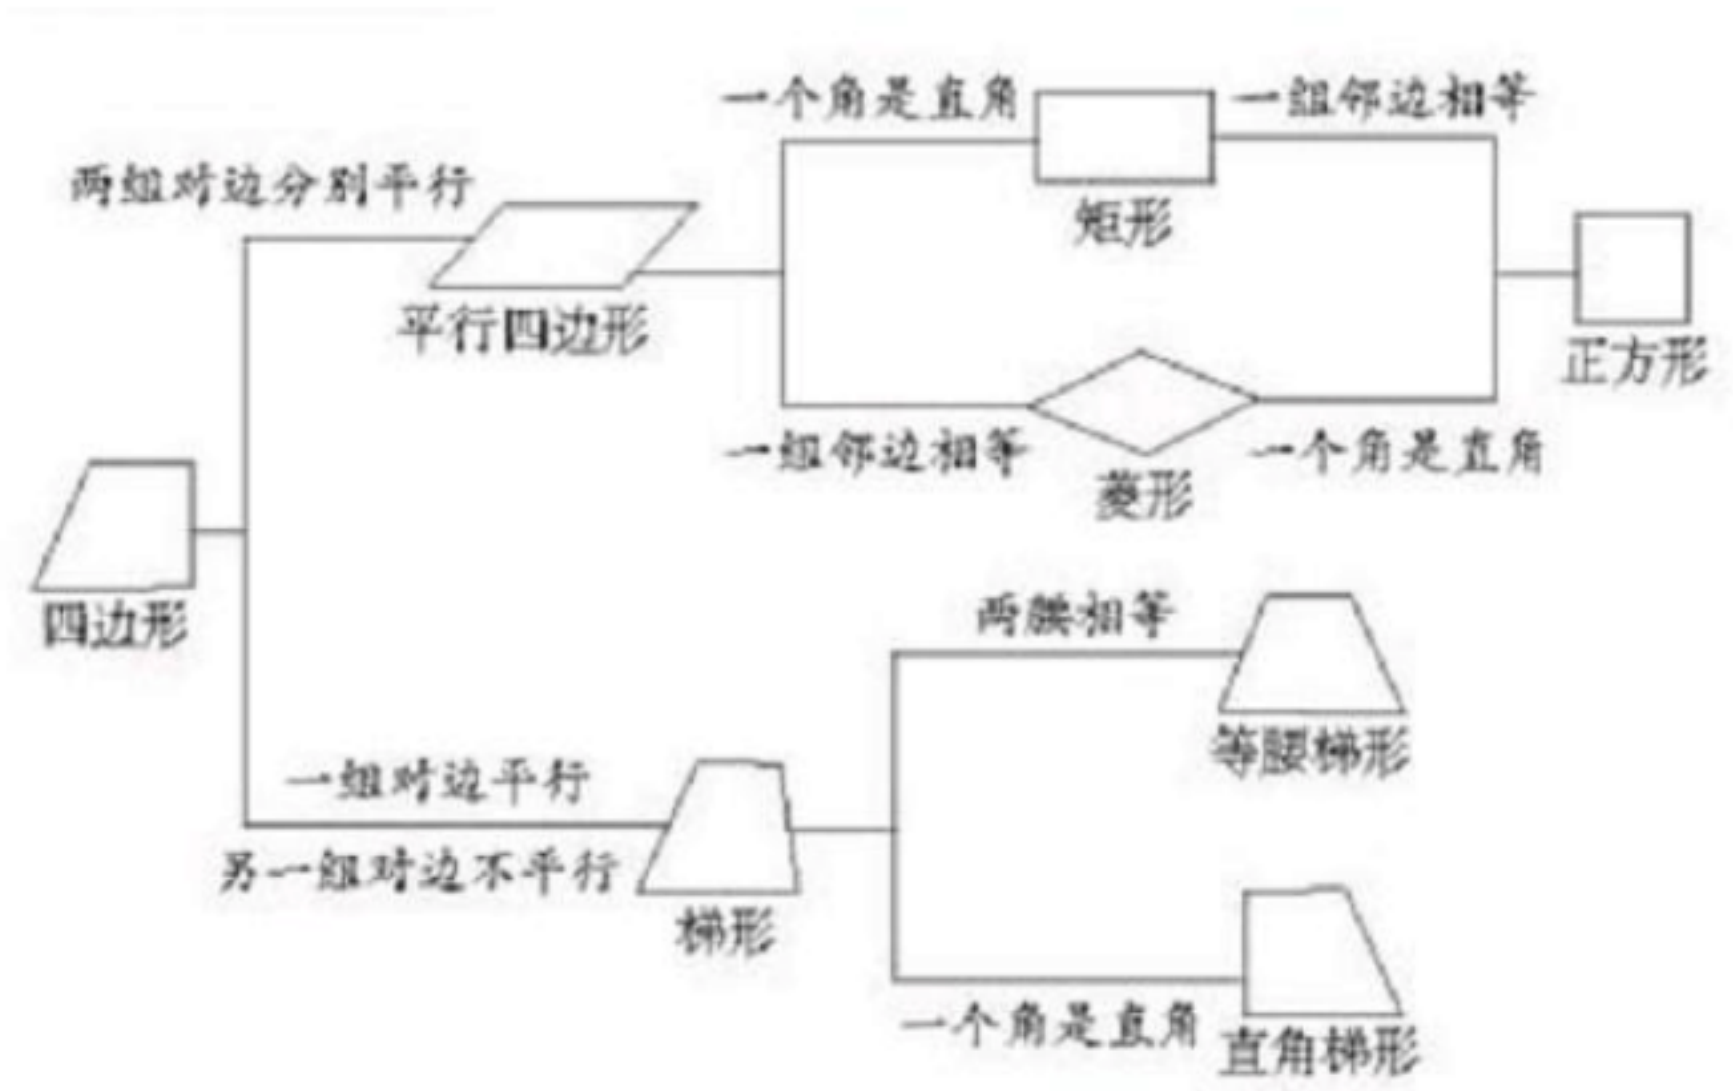 一个角是直角
一组邻边相等
两组对边分别平行
矩形
平行四边形
正方形
一组邻边相等
一个角是直角
菱形
四边形
两腰相等
等腰梯形
一组对边平行
另一组对边不平行
梯形
一个角是直角
直角梯形